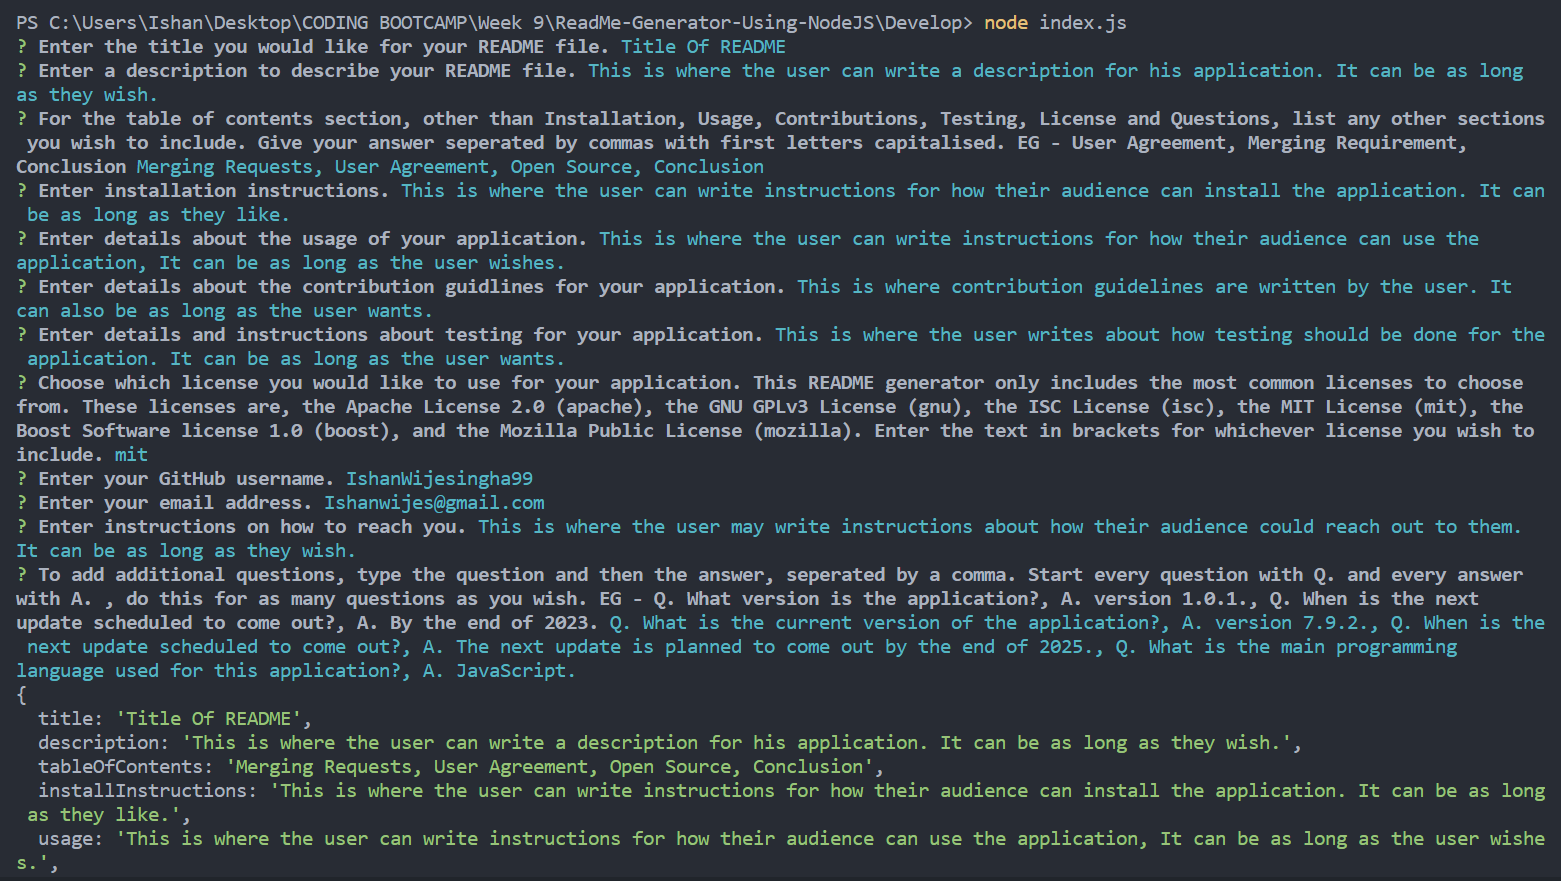 PS C:\Users\Ishan\Desktop\CODING BOOTCAMP\Week 9\ReadMe-Generator-Using-NodeJS\Develop> node index.js
? Enter the title you would like for your README file. Title Of README
? Enter a description to describe your README file. This is where the user can write a description for his application. It can be as long
as they wish.
? For the table of contents section, other than Installation, Usage, Contributions, Testing, License and Questions, list any other sections
you wish to include. Give your answer seperated by commas with first letters capitalised. EG - User Agreement, Merging Requirement,
Conclusion Merging Requests, User Agreement, Open Source, Conclusion
? Enter installation instructions. This is where the user can write instructions for how their audience can install the application. It can
be as long as they like.
? Enter details about the usage of your application. This is where the user can write instructions for how their audience can use the
application, It can be as long as the user wishes.
? Enter details about the contribution guidlines for your application. This is where contribution guidelines are written by the user. It
can also be as long as the user wants.
? Enter details and instructions about testing for your application. This is where the user writes about how testing should be done for the
application. It can be as long as the user wants.
? Choose which license you would like to use for your application. This README generator only includes the most common licenses to choose
from. These licenses are, the Apache License 2.0 (apache), the GNU GPLv3 License (gnu), the ISC License (isc), the MIT License (mit), the
Boost Software license 1.0 (boost), and the Mozilla Public License (mozilla). Enter the text in brackets for whichever license you wish to
include. mit
? Enter your GitHub username. IshanWijesingha99
? Enter your email address. Ishanwijes@gmail.com
? Enter instructions on how to reach you. This is where the user may write instructions about how their audience could reach out to them.
It can be as long as they wish.
? To add additional questions, type the question and then the answer, seperated by a comma. Start every question with Q. and every answer
with A. , do this for as many questions as you wish. EG - Q. What version is the application?, A. version 1.0.1., Q. When is the next
update scheduled to come out?, A. By the end of 2023. Q. What is the current version of the application?, A. version 7.9.2., Q. When is the
next update scheduled to come out?, A. The next update is planned to come out by the end of 2025., Q. What is the main programming
language used for this application?, A. JavaScript.
{
title: 'Title Of README',
description: 'This is where the user can write a description for his application. It can be as long as they wish.',
tableOfContents: 'Merging Requests, User Agreement, Open Source, Conclusion',
installInstructions: 'This is where the user can write instructions for how their audience can install the application. It can be as long
as they like.',
usage: 'This is where the user can write instructions for how their audience can use the application, It can be as long as the user wishe
s.',